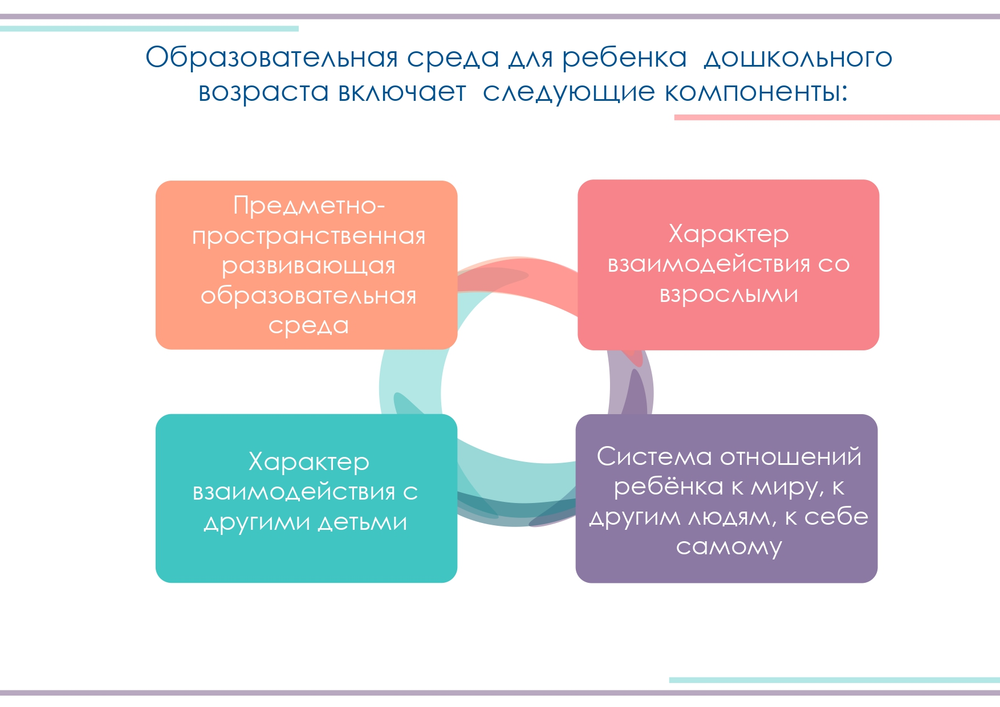 Образовательная среда для ребенка  дошкольного
возраста включает  следующие компоненты:
Предметно-
пространственная
развивающая
образовательная
среда
Характер
взаимодействия со
взрослыми
Характер
взаимодействия с
другими детьми
Система отношений
ребёнка к миру, к
другим людям, к себе
самому